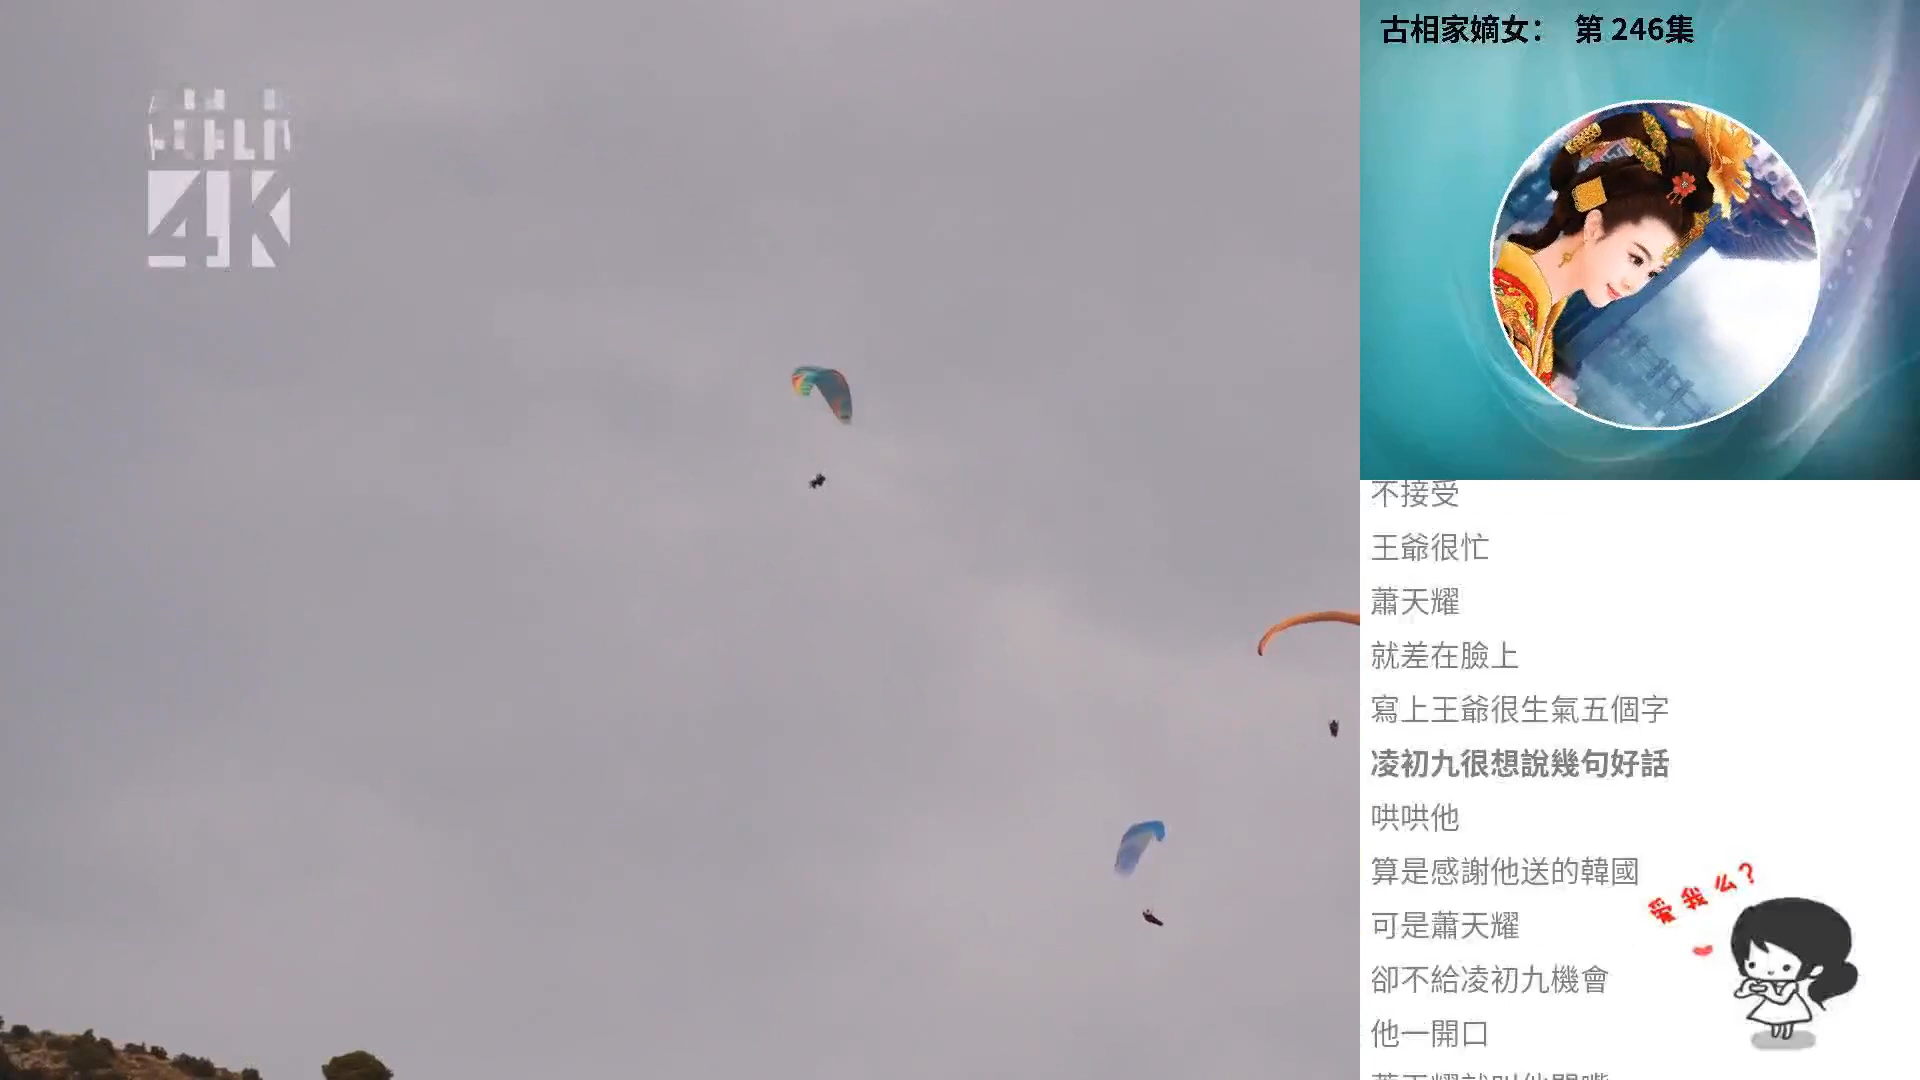 4K
古相家嫡女： 第 246集
不接受
王爺很忙
蕭天耀
就差在臉上
寫上王爺很生氣五個字
凌初九很想說幾句好話
哄哄他
算是感謝他送的韓國
可是蕭天耀
卻不給凌初九機會
他一開口
爱我么?